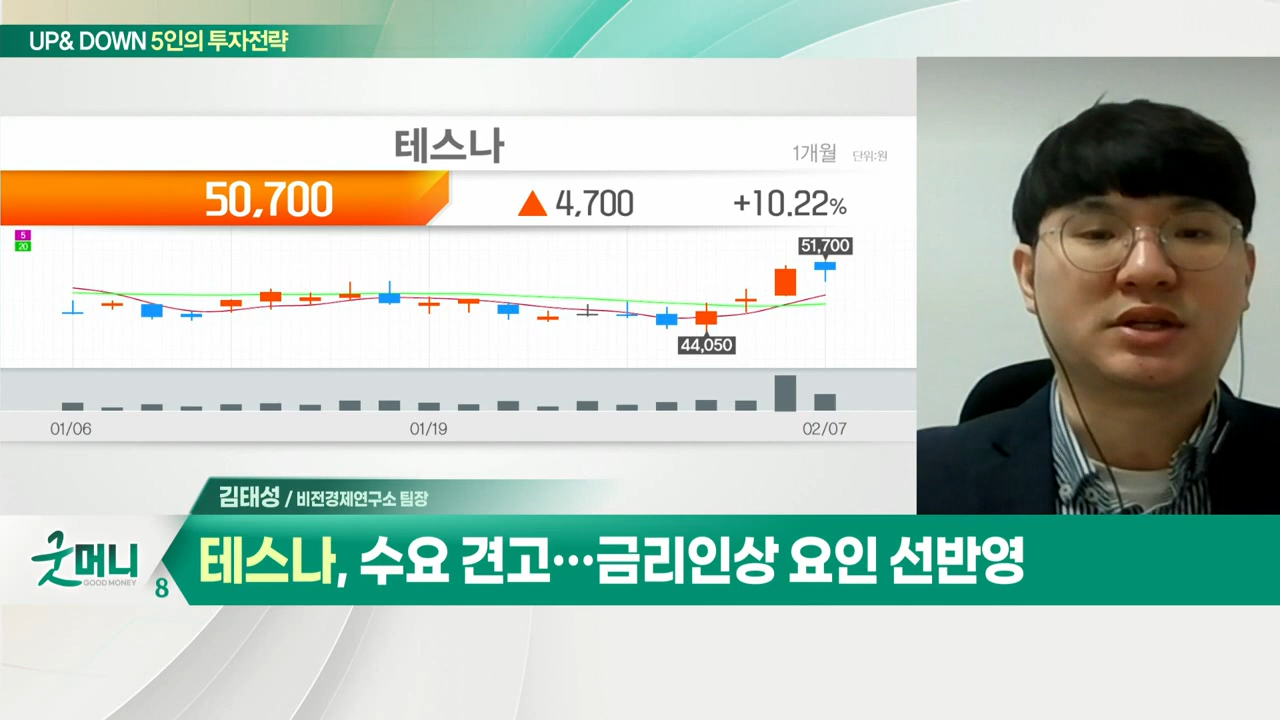 UP& DOWN 5인의 투자전략
테스나
1개월 단위:원
50,700 ▲ 4,700 +10.22%
5
20
51,700
44,050
01/06 01/19 02/07
김태성 / 비전경제연구소 팀장
굿머니
GOOD MONEY
8
테스나, 수요 견고…금리인상 요인 선반영